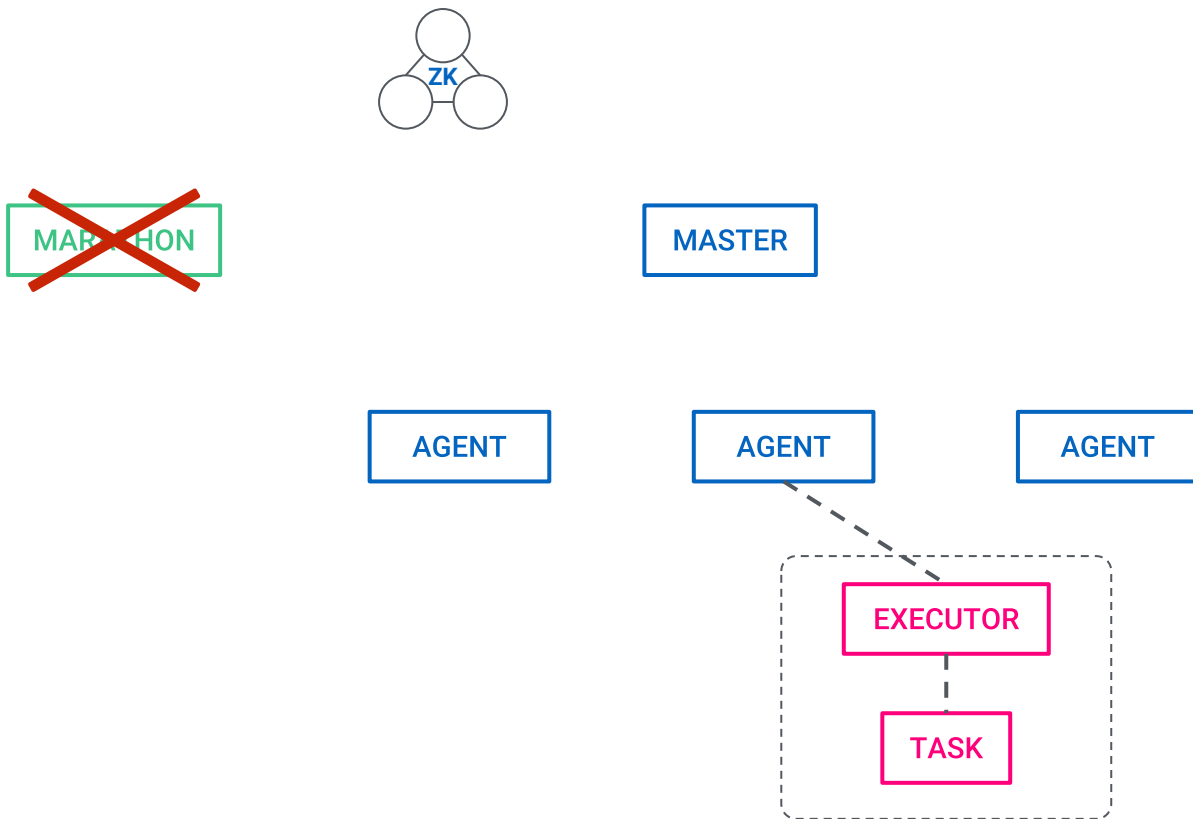 ZK
MARATHON
MASTER
AGENT
AGENT
AGENT
EXECUTOR
TASK